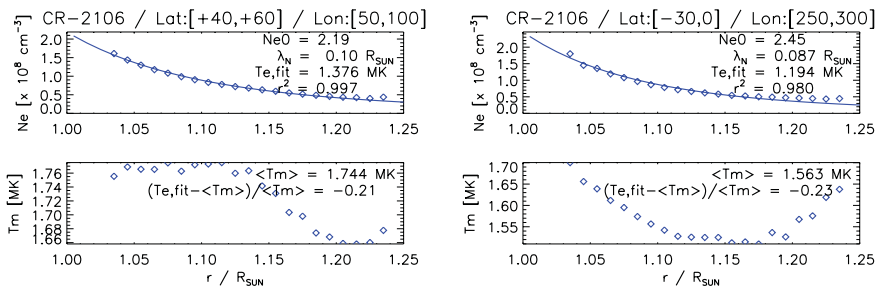 CR-2106 / Lat:[+40,+60] / Lon:[50,100]
Ne [x 10⁸ cm⁻³]
2.0
1.5
1.0
0.5
0.0
Ne0 = 2.19
λN = 0.10 RSUN
Te,fit = 1.376 MK
r² = 0.997
1.00 1.05 1.10 1.15 1.20 1.25
Tm [MK]
1.76
1.74
1.72
1.70
1.68
1.66
<Tm> = 1.744 MK
(Te,fit-<Tm>)/<Tm> = -0.21
1.00 1.05 1.10 1.15 1.20 1.25
r / RSUN
CR-2106 / Lat:[-30,0] / Lon:[250,300]
Ne [x 10⁸ cm⁻³]
2.0
1.5
1.0
0.5
0.0
Ne0 = 2.45
λN = 0.087 RSUN
Te,fit = 1.194 MK
r² = 0.980
1.00 1.05 1.10 1.15 1.20 1.25
Tm [MK]
1.70
1.65
1.60
1.55
<Tm> = 1.563 MK
(Te,fit-<Tm>)/<Tm> = -0.23
1.00 1.05 1.10 1.15 1.20 1.25
r / RSUN